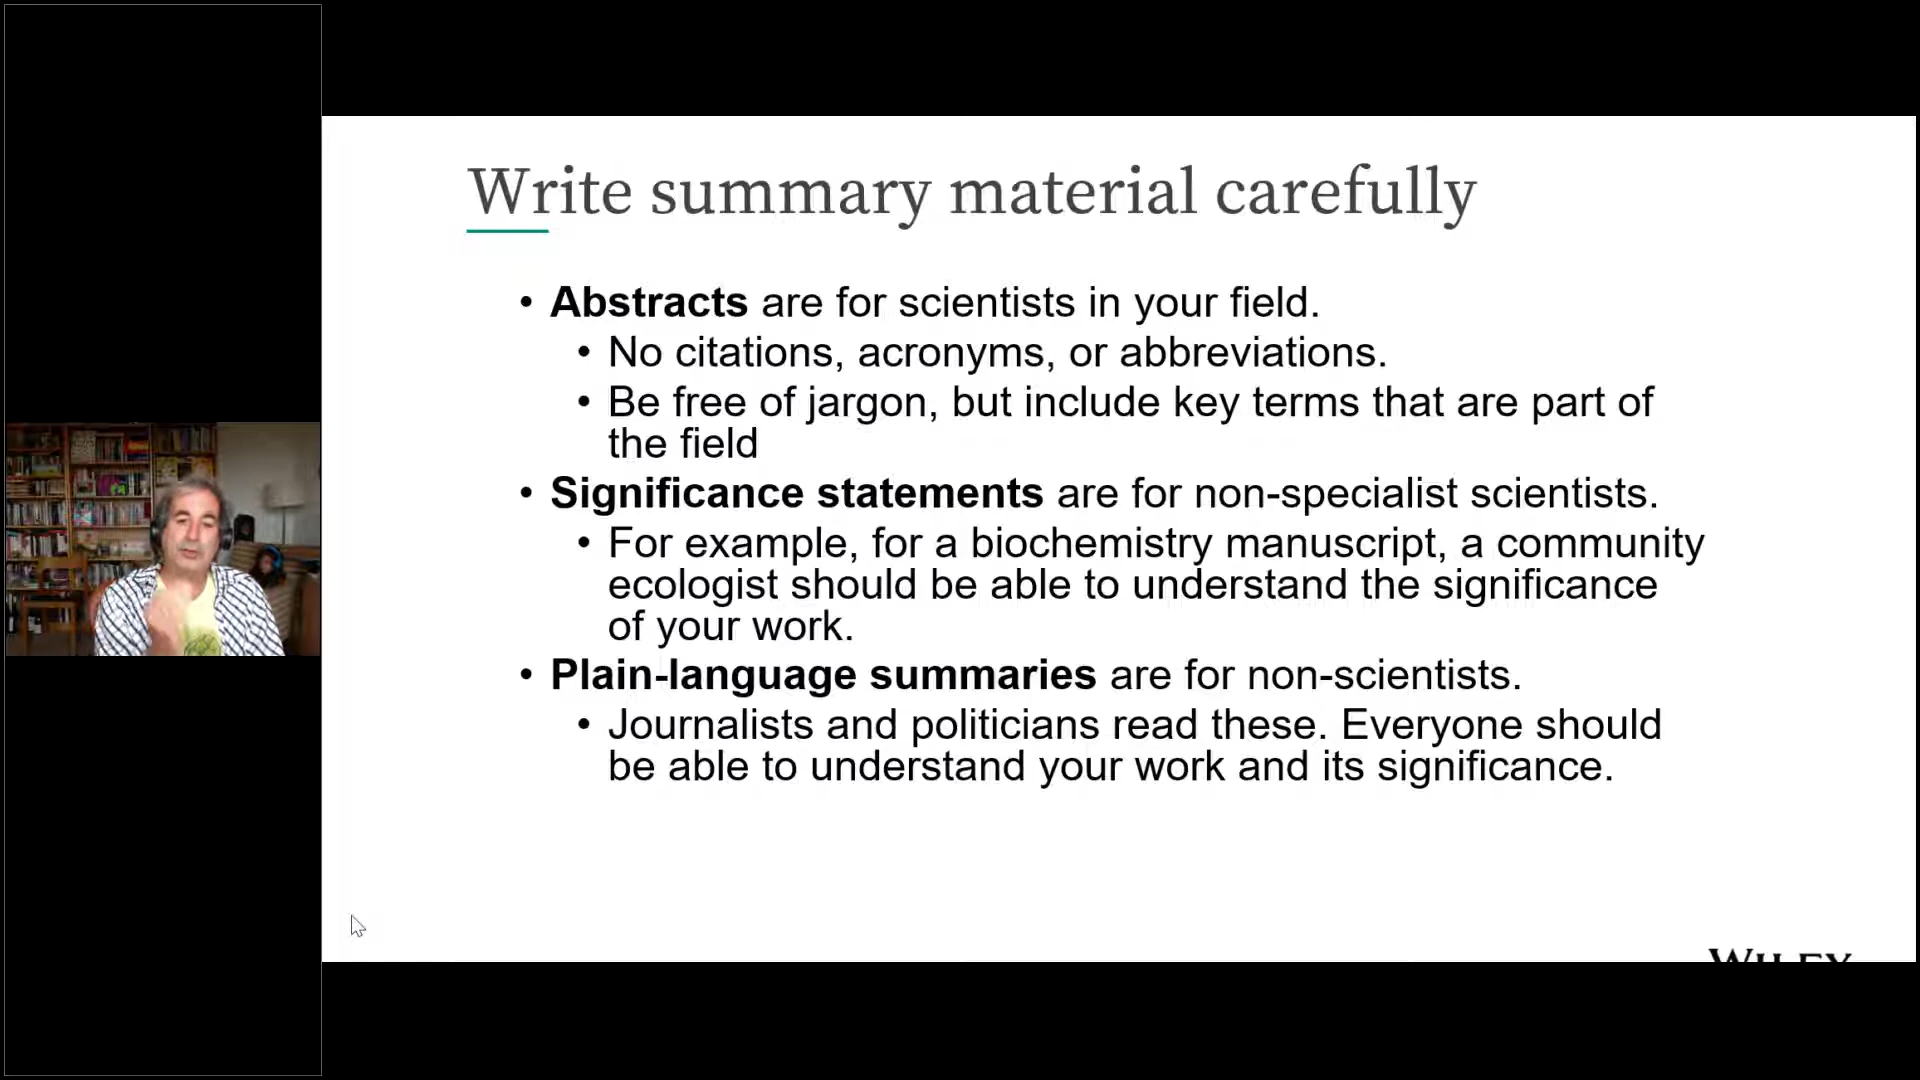 Write summary material carefully
• Abstracts are for scientists in your field.
• No citations, acronyms, or abbreviations.
• Be free of jargon, but include key terms that are part of
the field
• Significance statements are for non-specialist scientists.
• For example, for a biochemistry manuscript, a community
ecologist should be able to understand the significance
of your work.
• Plain-language summaries are for non-scientists.
• Journalists and politicians read these. Everyone should
be able to understand your work and its significance.
WILEY